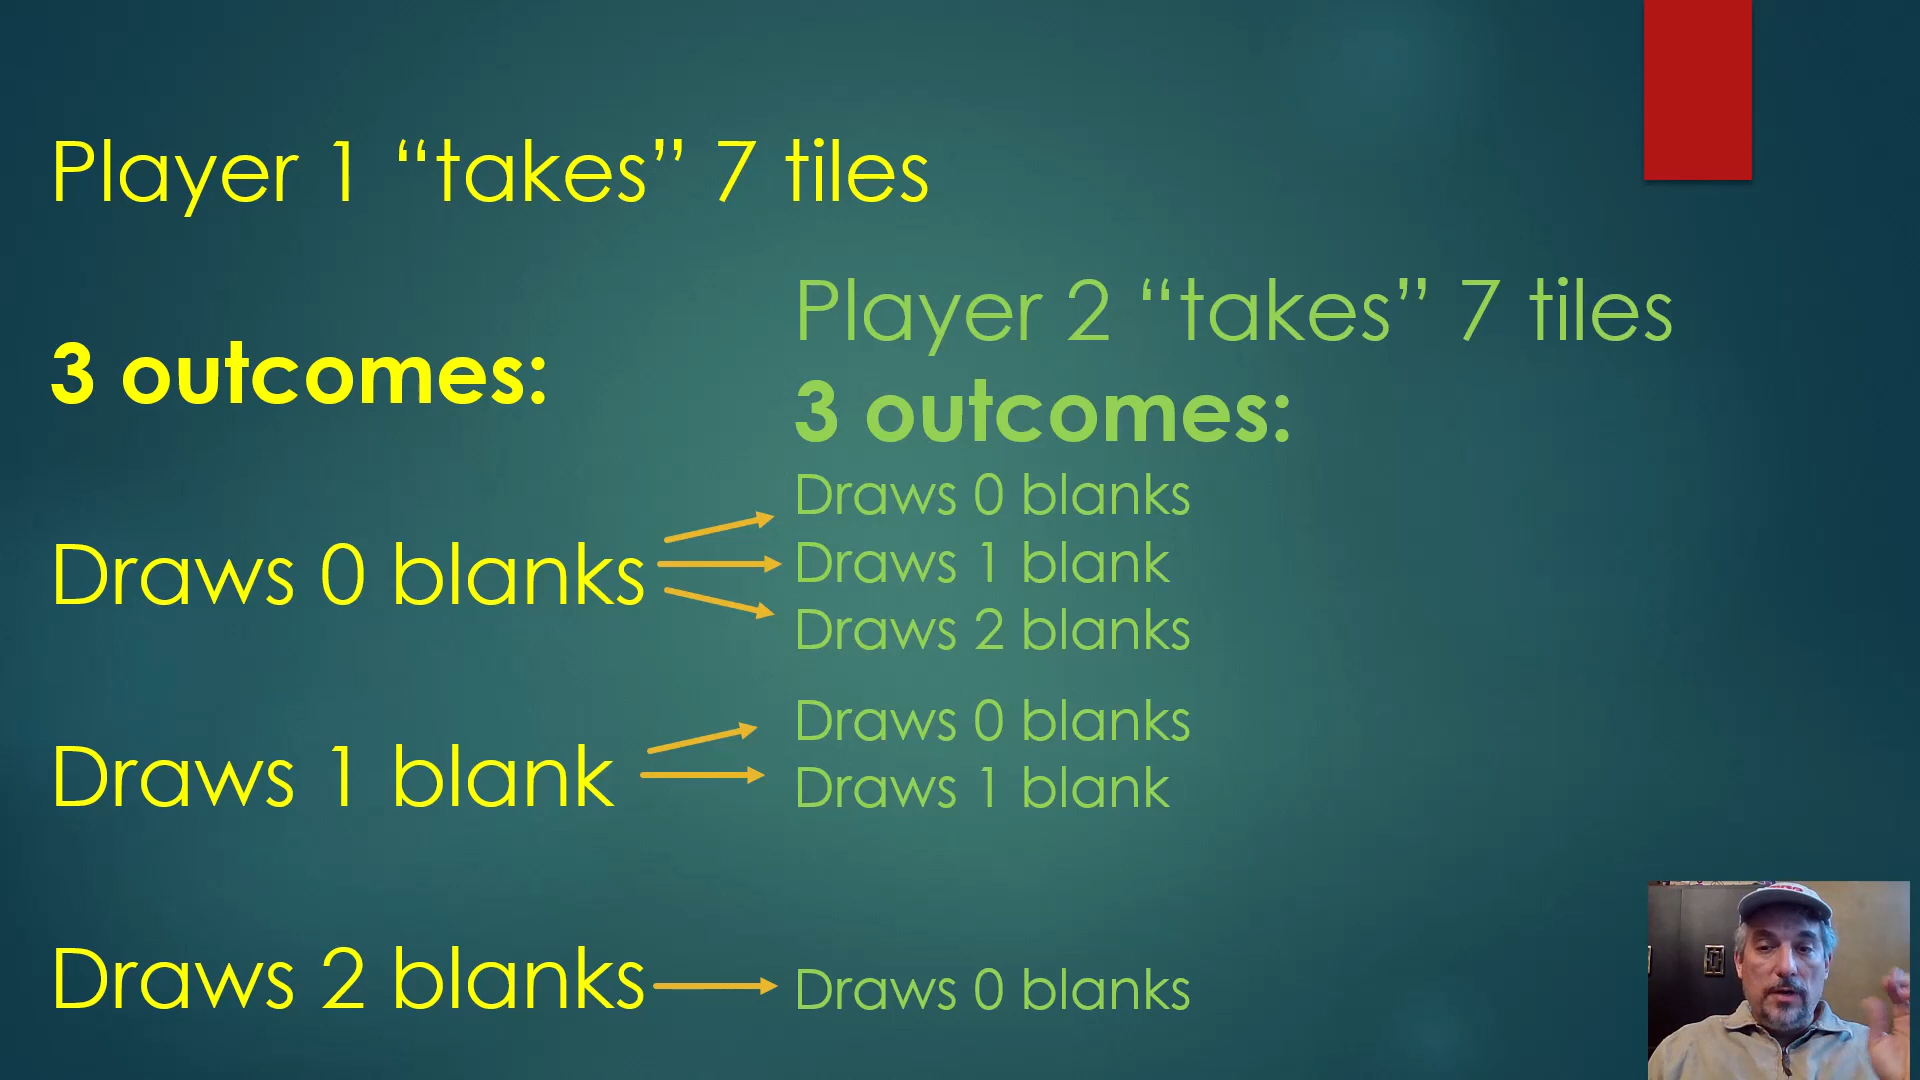 Player 1 “takes” 7 tiles
3 outcomes:
Draws 0 blanks
Draws 1 blank
Draws 2 blanks
Player 2 “takes” 7 tiles
3 outcomes:
Draws 0 blanks
Draws 1 blank
Draws 2 blanks
Draws 0 blanks
Draws 1 blank
Draws 0 blanks